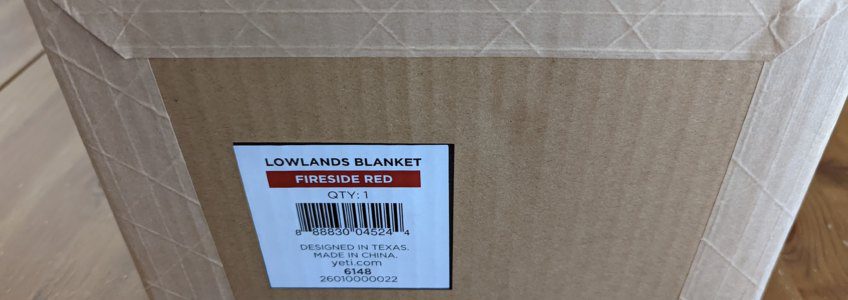 LOWLANDS BLANKET
FIRESIDE RED
QTY: 1
8 88830 04524 4
DESIGNED IN TEXAS.
MADE IN CHINA.
yeti.com
6148
26010000022